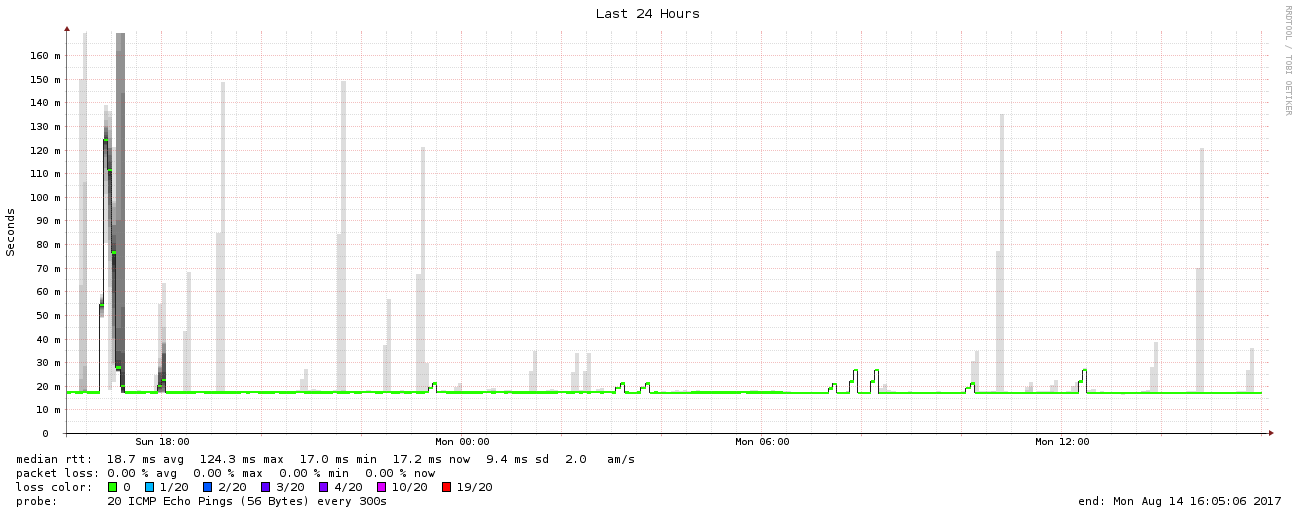 Last 24 Hours
RRDTOOL / TOBI OETIKER
Seconds
160 m
150 m
140 m
130 m
120 m
110 m
100 m
90 m
80 m
70 m
60 m
50 m
40 m
30 m
20 m
10 m
0
Sun 18:00 Mon 00:00 Mon 06:00 Mon 12:00
median rtt: 18.7 ms avg 124.3 ms max 17.0 ms min 17.2 ms now 9.4 ms sd 2.0 am/s
packet loss: 0.00 % avg 0.00 % max 0.00 % min 0.00 % now
loss color: 0 1/20 2/20 3/20 4/20 10/20 19/20
probe: 20 ICMP Echo Pings (56 Bytes) every 300s end: Mon Aug 14 16:05:06 2017